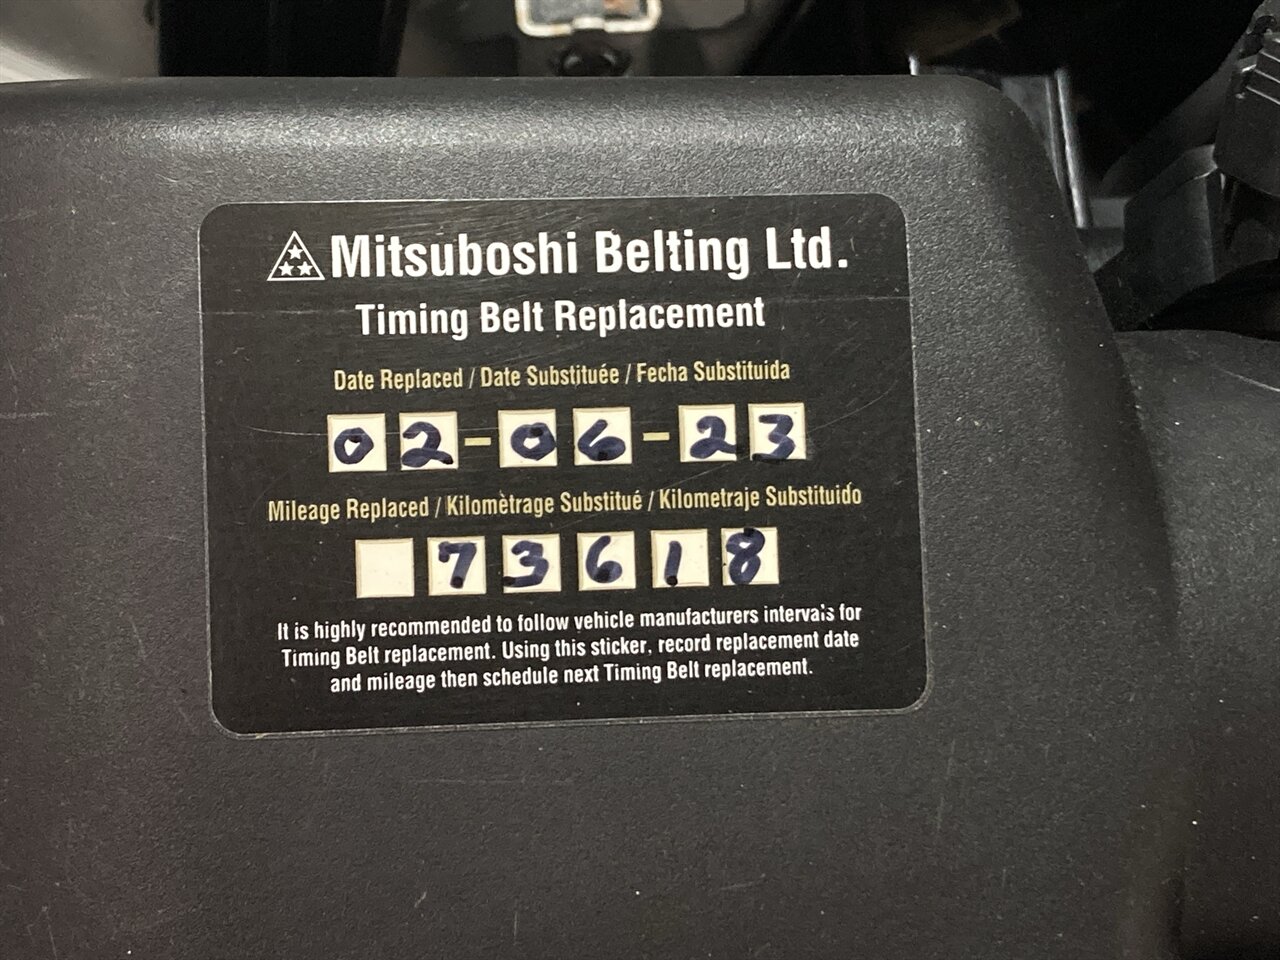 Mitsuboshi Belting Ltd.
Timing Belt Replacement
Date Replaced / Date Substituée / Fecha Substituida
02-06-23
Mileage Replaced / Kilomètrage Substitué / Kilometraje Substituido
73618
It is highly recommended to follow vehicle manufacturers intervals for
Timing Belt replacement. Using this sticker, record replacement date
and mileage then schedule next Timing Belt replacement.